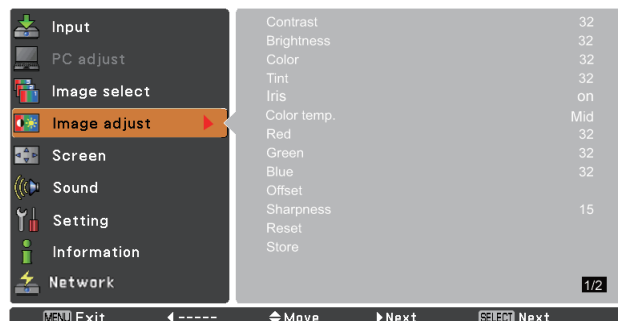 Input
PC adjust
Image select
Image adjust
Screen
Sound
Setting
Information
Network
Contrast 32
Brightness 32
Color 32
Tint 32
Iris on
Color temp. Mid
Red 32
Green 32
Blue 32
Offset
Sharpness 15
Reset
Store
1/2
MENU Exit ----- Move Next SELECT Next